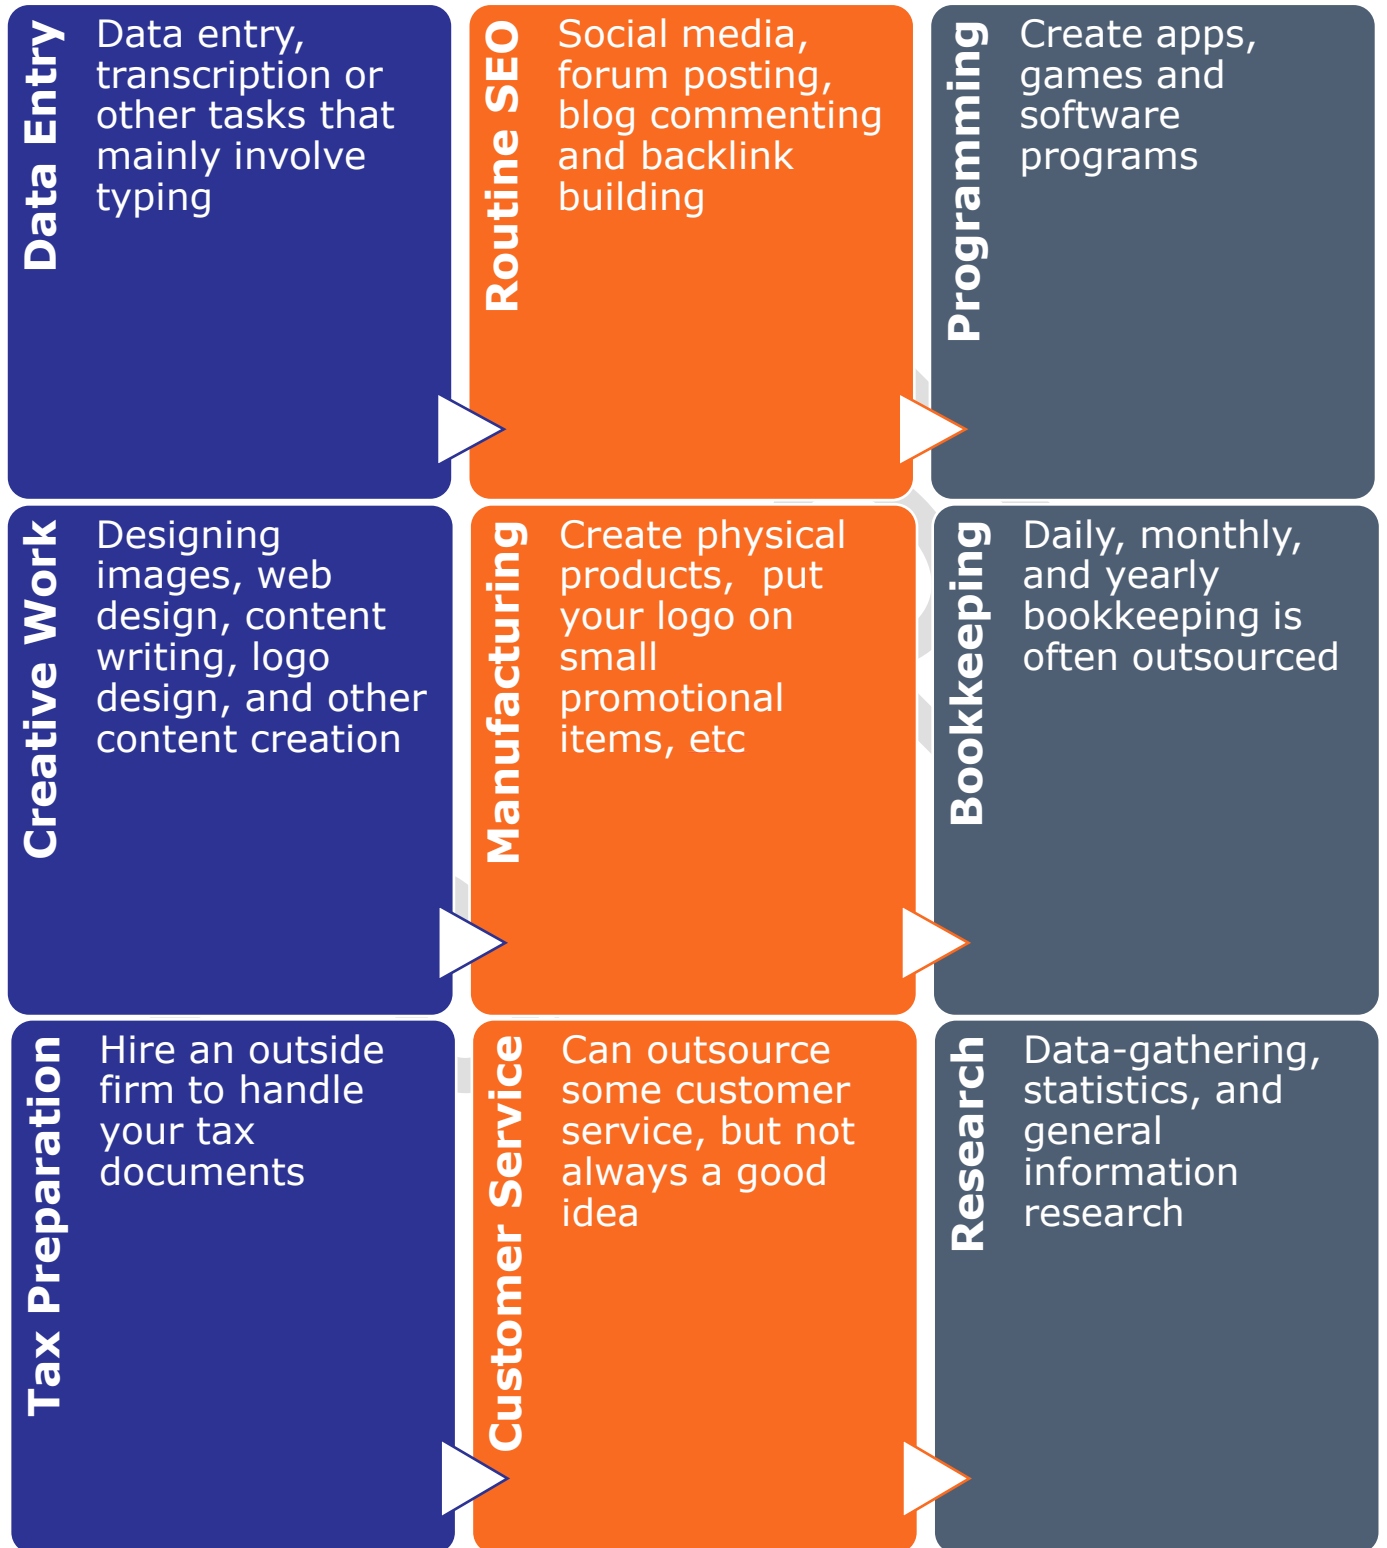 Data Entry
Data entry,
transcription or
other tasks that
mainly involve
typing
Routine SEO
Social media,
forum posting,
blog commenting
and backlink
building
Programming
Create apps,
games and
software
programs
Creative Work
Designing
images, web
design, content
writing, logo
design, and other
content creation
Manufacturing
Create physical
products,  put
your logo on
small
promotional
items, etc
Bookkeeping
Daily, monthly,
and yearly
bookkeeping is
often outsourced
Tax Preparation
Hire an outside
firm to handle
your tax
documents
Customer Service
Can outsource
some customer
service, but not
always a good
idea
Research
Data-gathering,
statistics, and
general
information
research